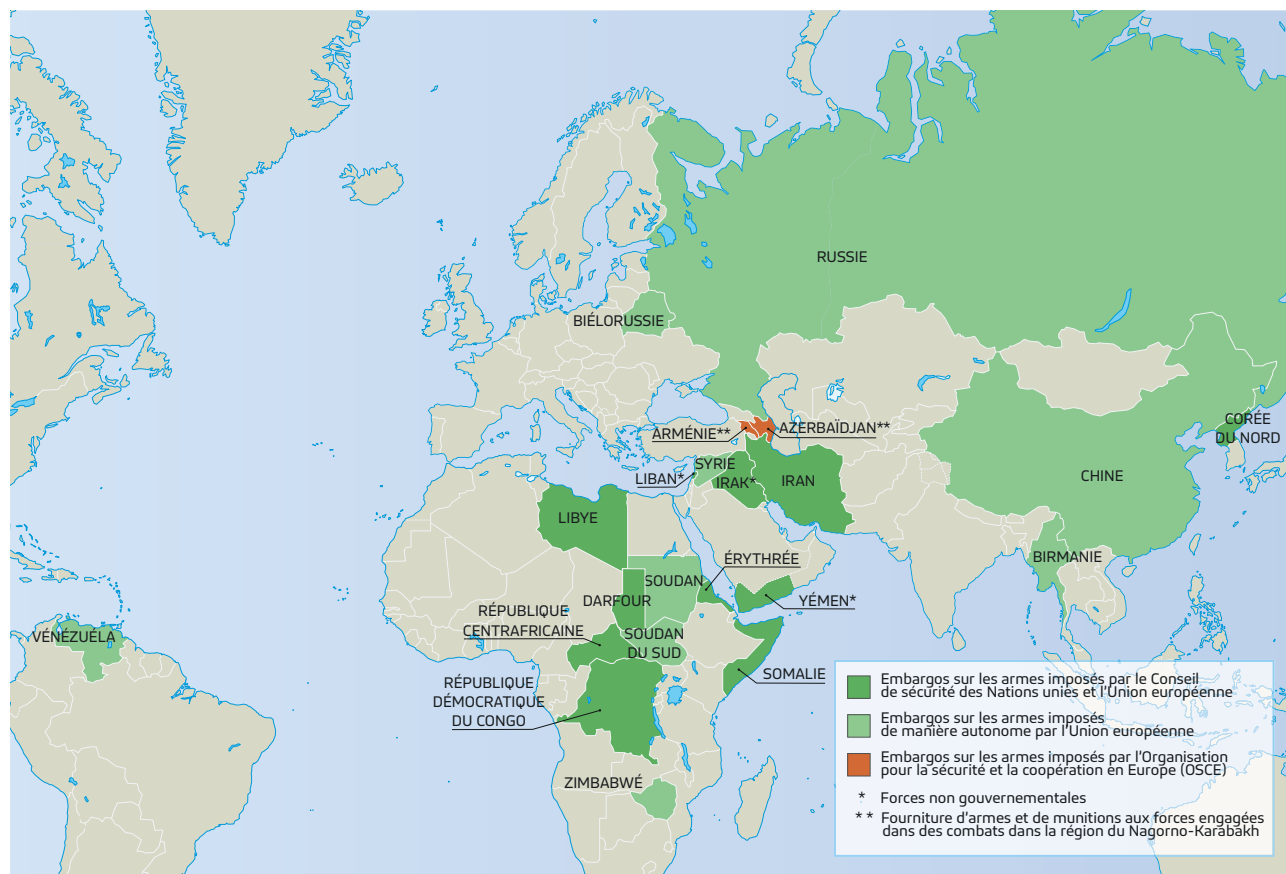 RUSSIE
BIÉLORUSSIE
ARMÉNIE**
AZERBAÏDJAN**
CORÉE
DU NORD
SYRIE
LIBAN*
IRAK*
IRAN
CHINE
LIBYE
BIRMANIE
ÉRYTHRÉE
SOUDAN
DARFOUR
YÉMEN*
RÉPUBLIQUE
CENTRAFRICAINE
SOUDAN
DU SUD
VÉNÉZUÉLA
SOMALIE
RÉPUBLIQUE
DÉMOCRATIQUE
DU CONGO
ZIMBABWÉ
Embargos sur les armes imposés par le Conseil
de sécurité des Nations unies et l'Union européenne
Embargos sur les armes imposés
de manière autonome par l'Union européenne
Embargos sur les armes imposés par l'Organisation
pour la sécurité et la coopération en Europe (OSCE)
* Forces non gouvernementales
** Fourniture d'armes et de munitions aux forces engagées
dans des combats dans la région du Nagorno-Karabakh